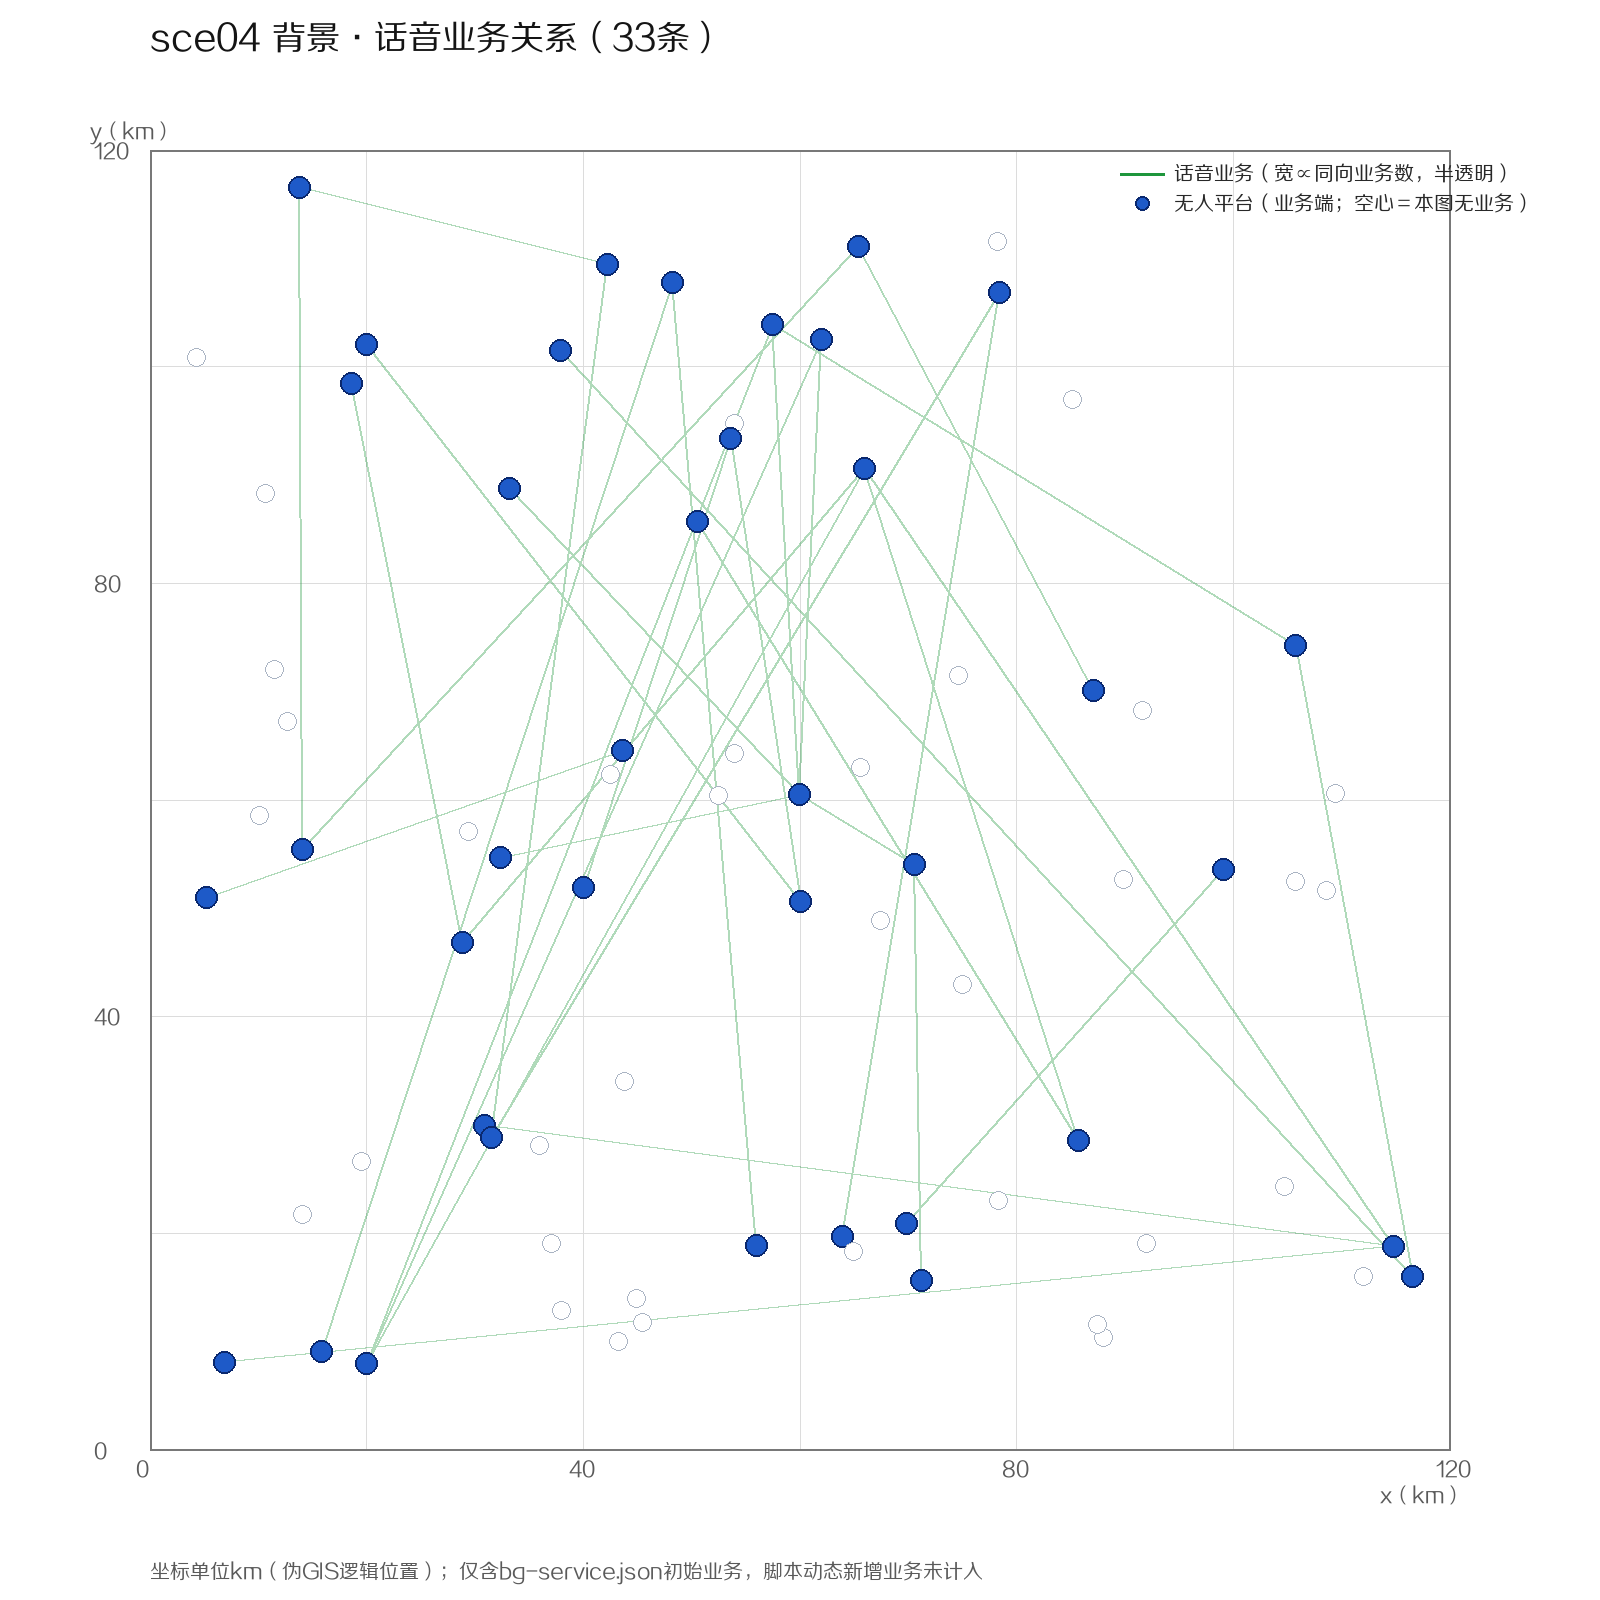 sce04 背景·话音业务关系（33条）
y（km）
120
话音业务（宽∝同向业务数，半透明）
无人平台（业务端；空心=本图无业务）
80
40
0
0 40 80 120
x（km）
坐标单位km（伪GIS逻辑位置）；仅含bg-service.json初始业务，脚本动态新增业务未计入